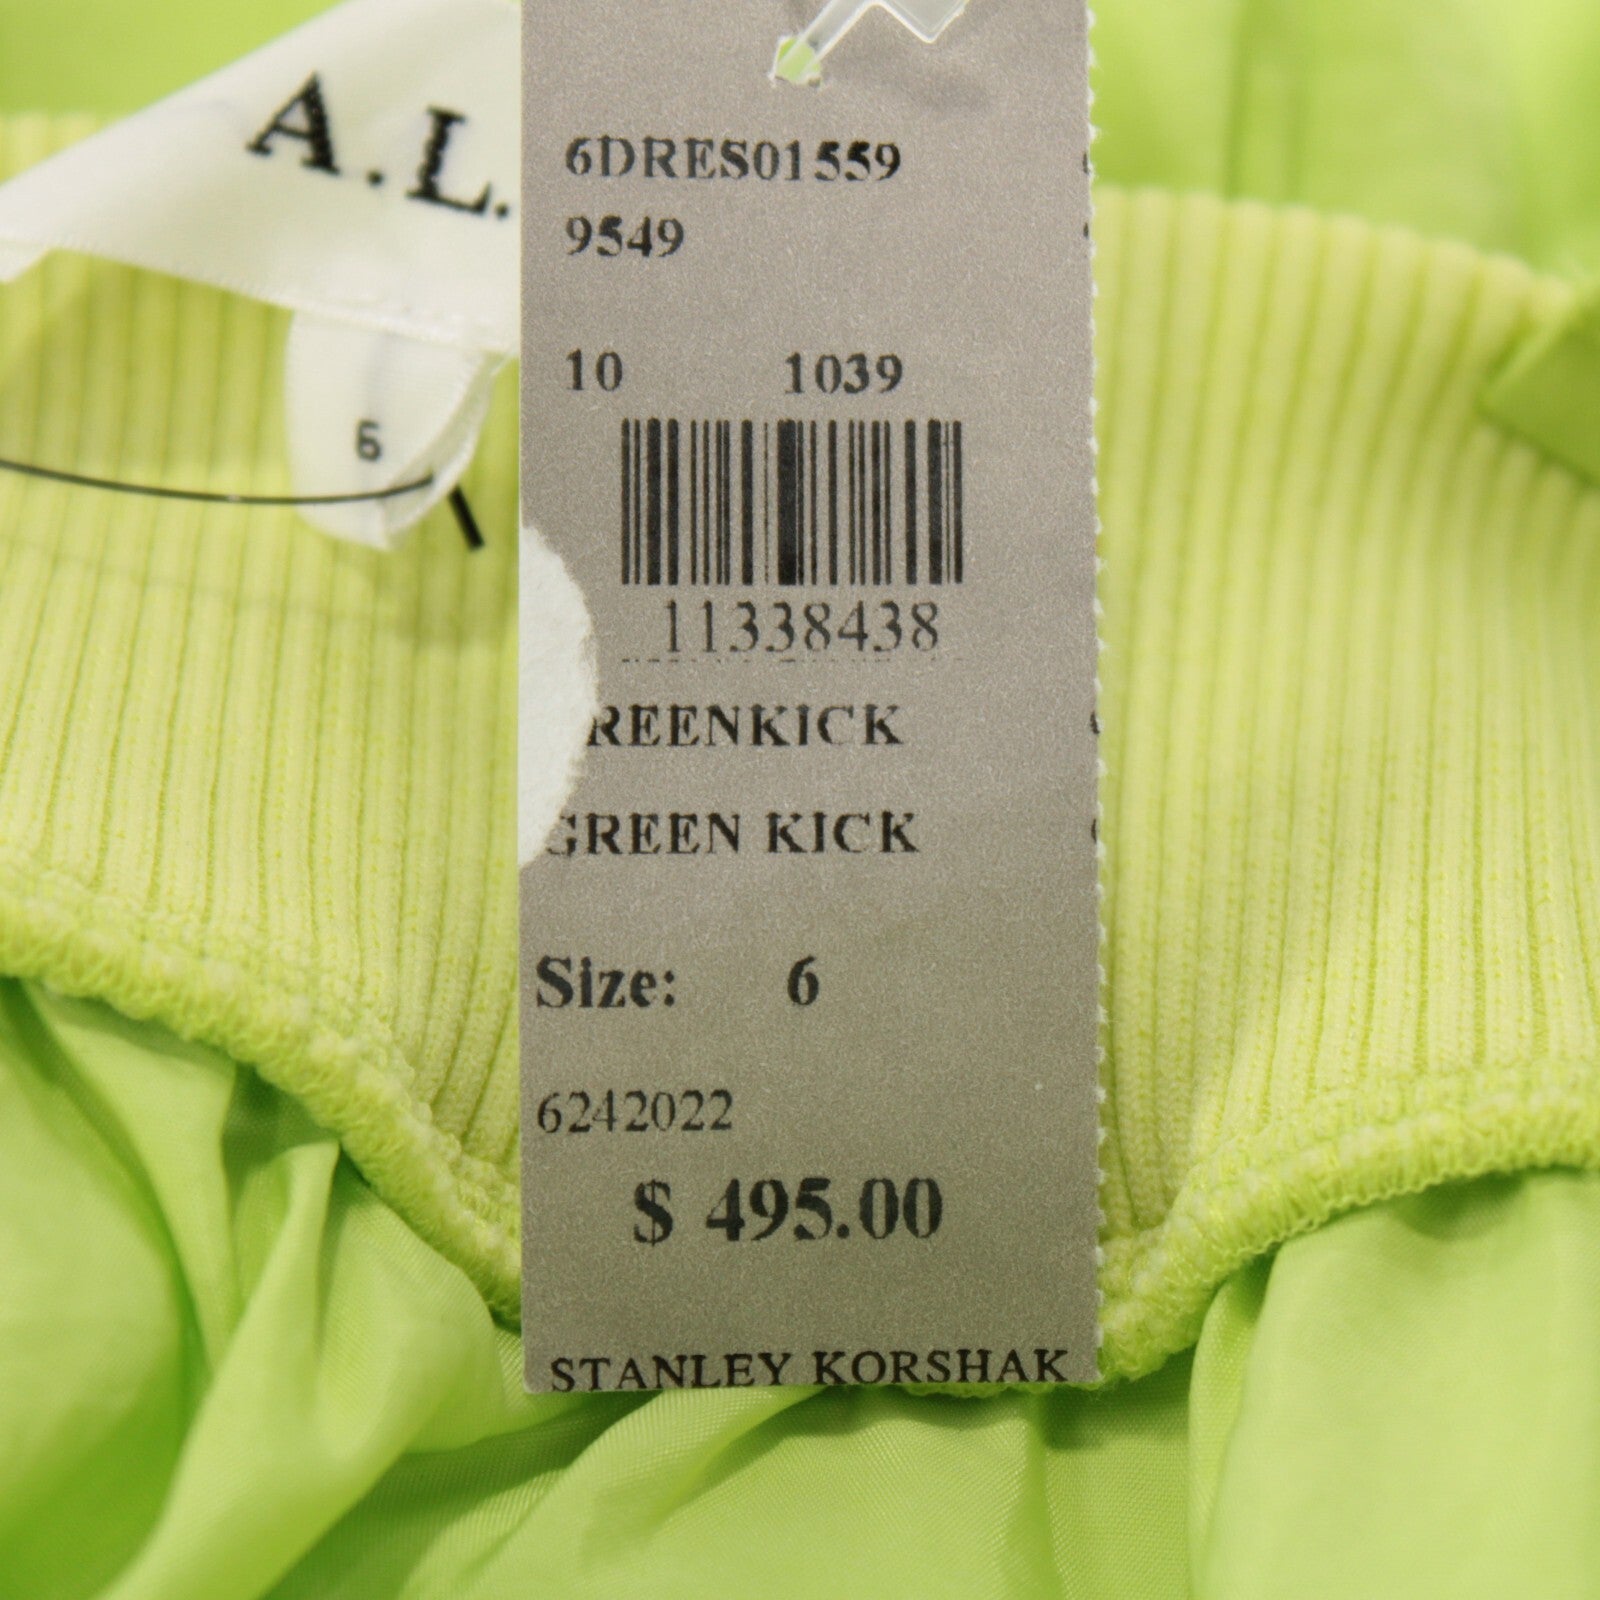 A.L.
6
6DRES01559
9549
10 1039
11338438
REENKICK
GREEN KICK
Size: 6
6242022
$ 495.00
STANLEY KORSHAK